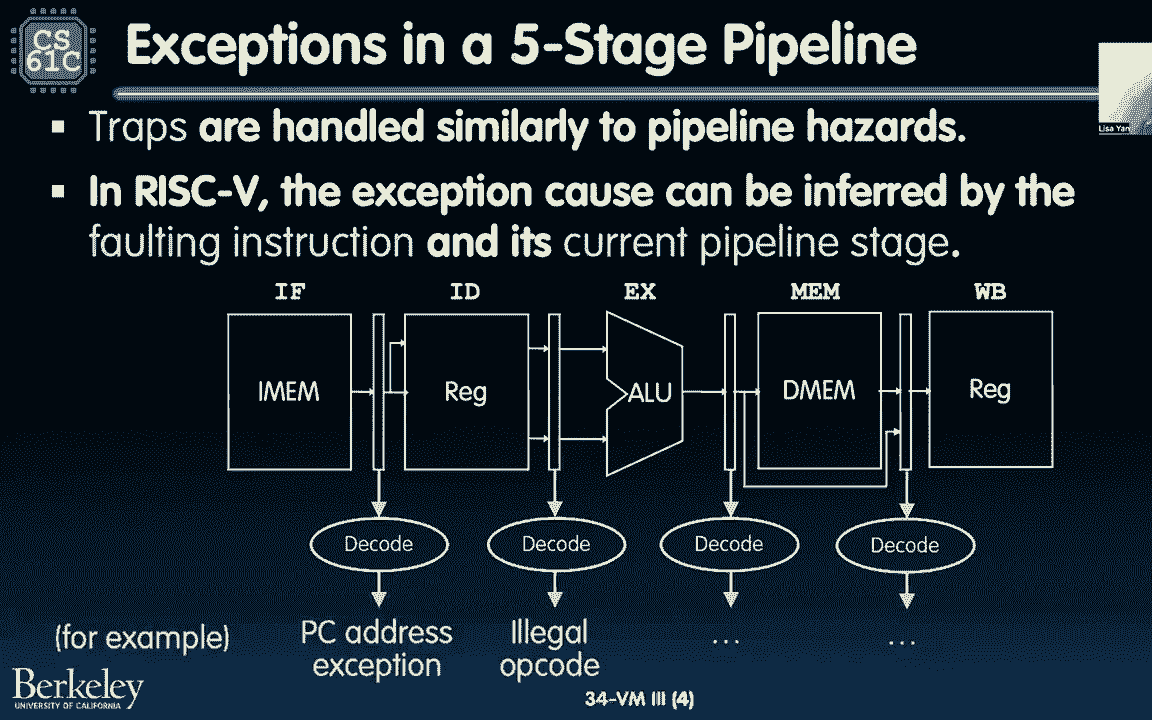 CS
61C
Exceptions in a 5-Stage Pipeline
Lisa Yan
▪ Traps are handled similarly to pipeline hazards.
▪ In RISC-V, the exception cause can be inferred by the
faulting instruction and its current pipeline stage.
IF ID EX MEM WB
IMEM Reg ALU DMEM Reg
Decode Decode Decode Decode
(for example) PC address Illegal ... ...
exception opcode
Berkeley
UNIVERSITY OF CALIFORNIA
34-VM III (4)